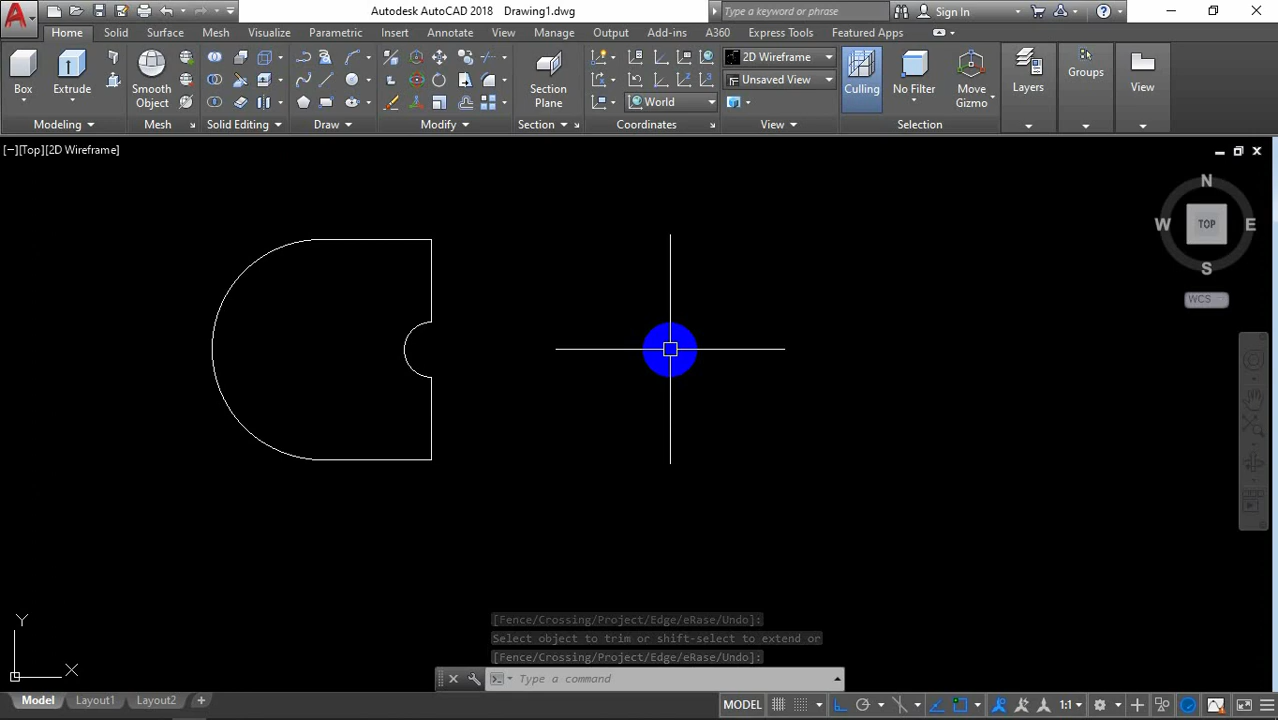 Autodesk AutoCAD 2018 Drawing1.dwg
Type a keyword or phrase
Sign In
Home Solid Surface Mesh Visualize Parametric Insert Annotate View Manage Output Add-ins A360 Express Tools Featured Apps
2D Wireframe
Unsaved View
World
Box Extrude Smooth Object Section Plane Culling No Filter Move Gizmo Layers Groups View
Modeling Mesh Solid Editing Draw Modify Section Coordinates View Selection
[−][Top][2D Wireframe]
N
W TOP E
S
WCS
Y
X
[Fence/Crossing/Project/Edge/eRase/Undo]:
Select object to trim or shift-select to extend or
[Fence/Crossing/Project/Edge/eRase/Undo]:
Type a command
Model Layout1 Layout2 +
MODEL 1:1